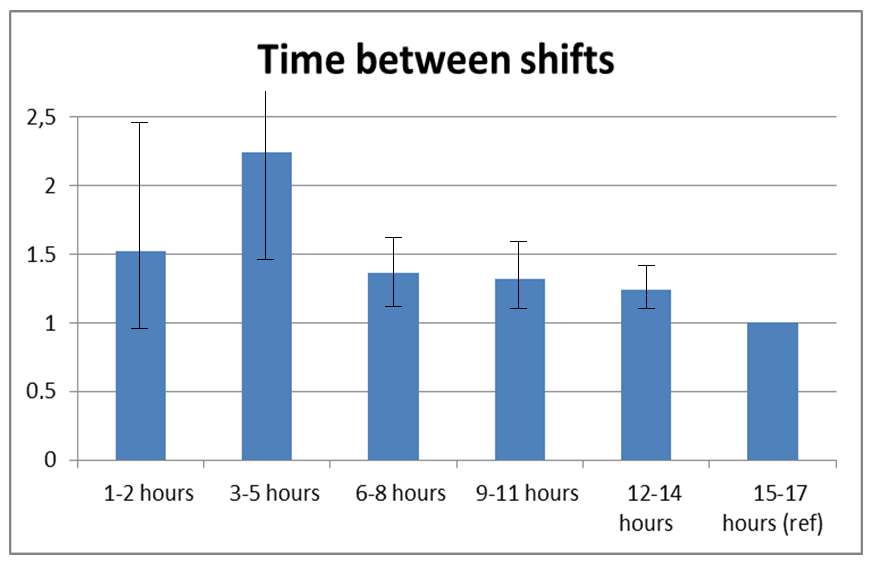 Time between shifts
2,5
2
1.5
1
0.5
0
1-2 hours
3-5 hours
6-8 hours
9-11 hours
12-14
hours
15-17
hours (ref)